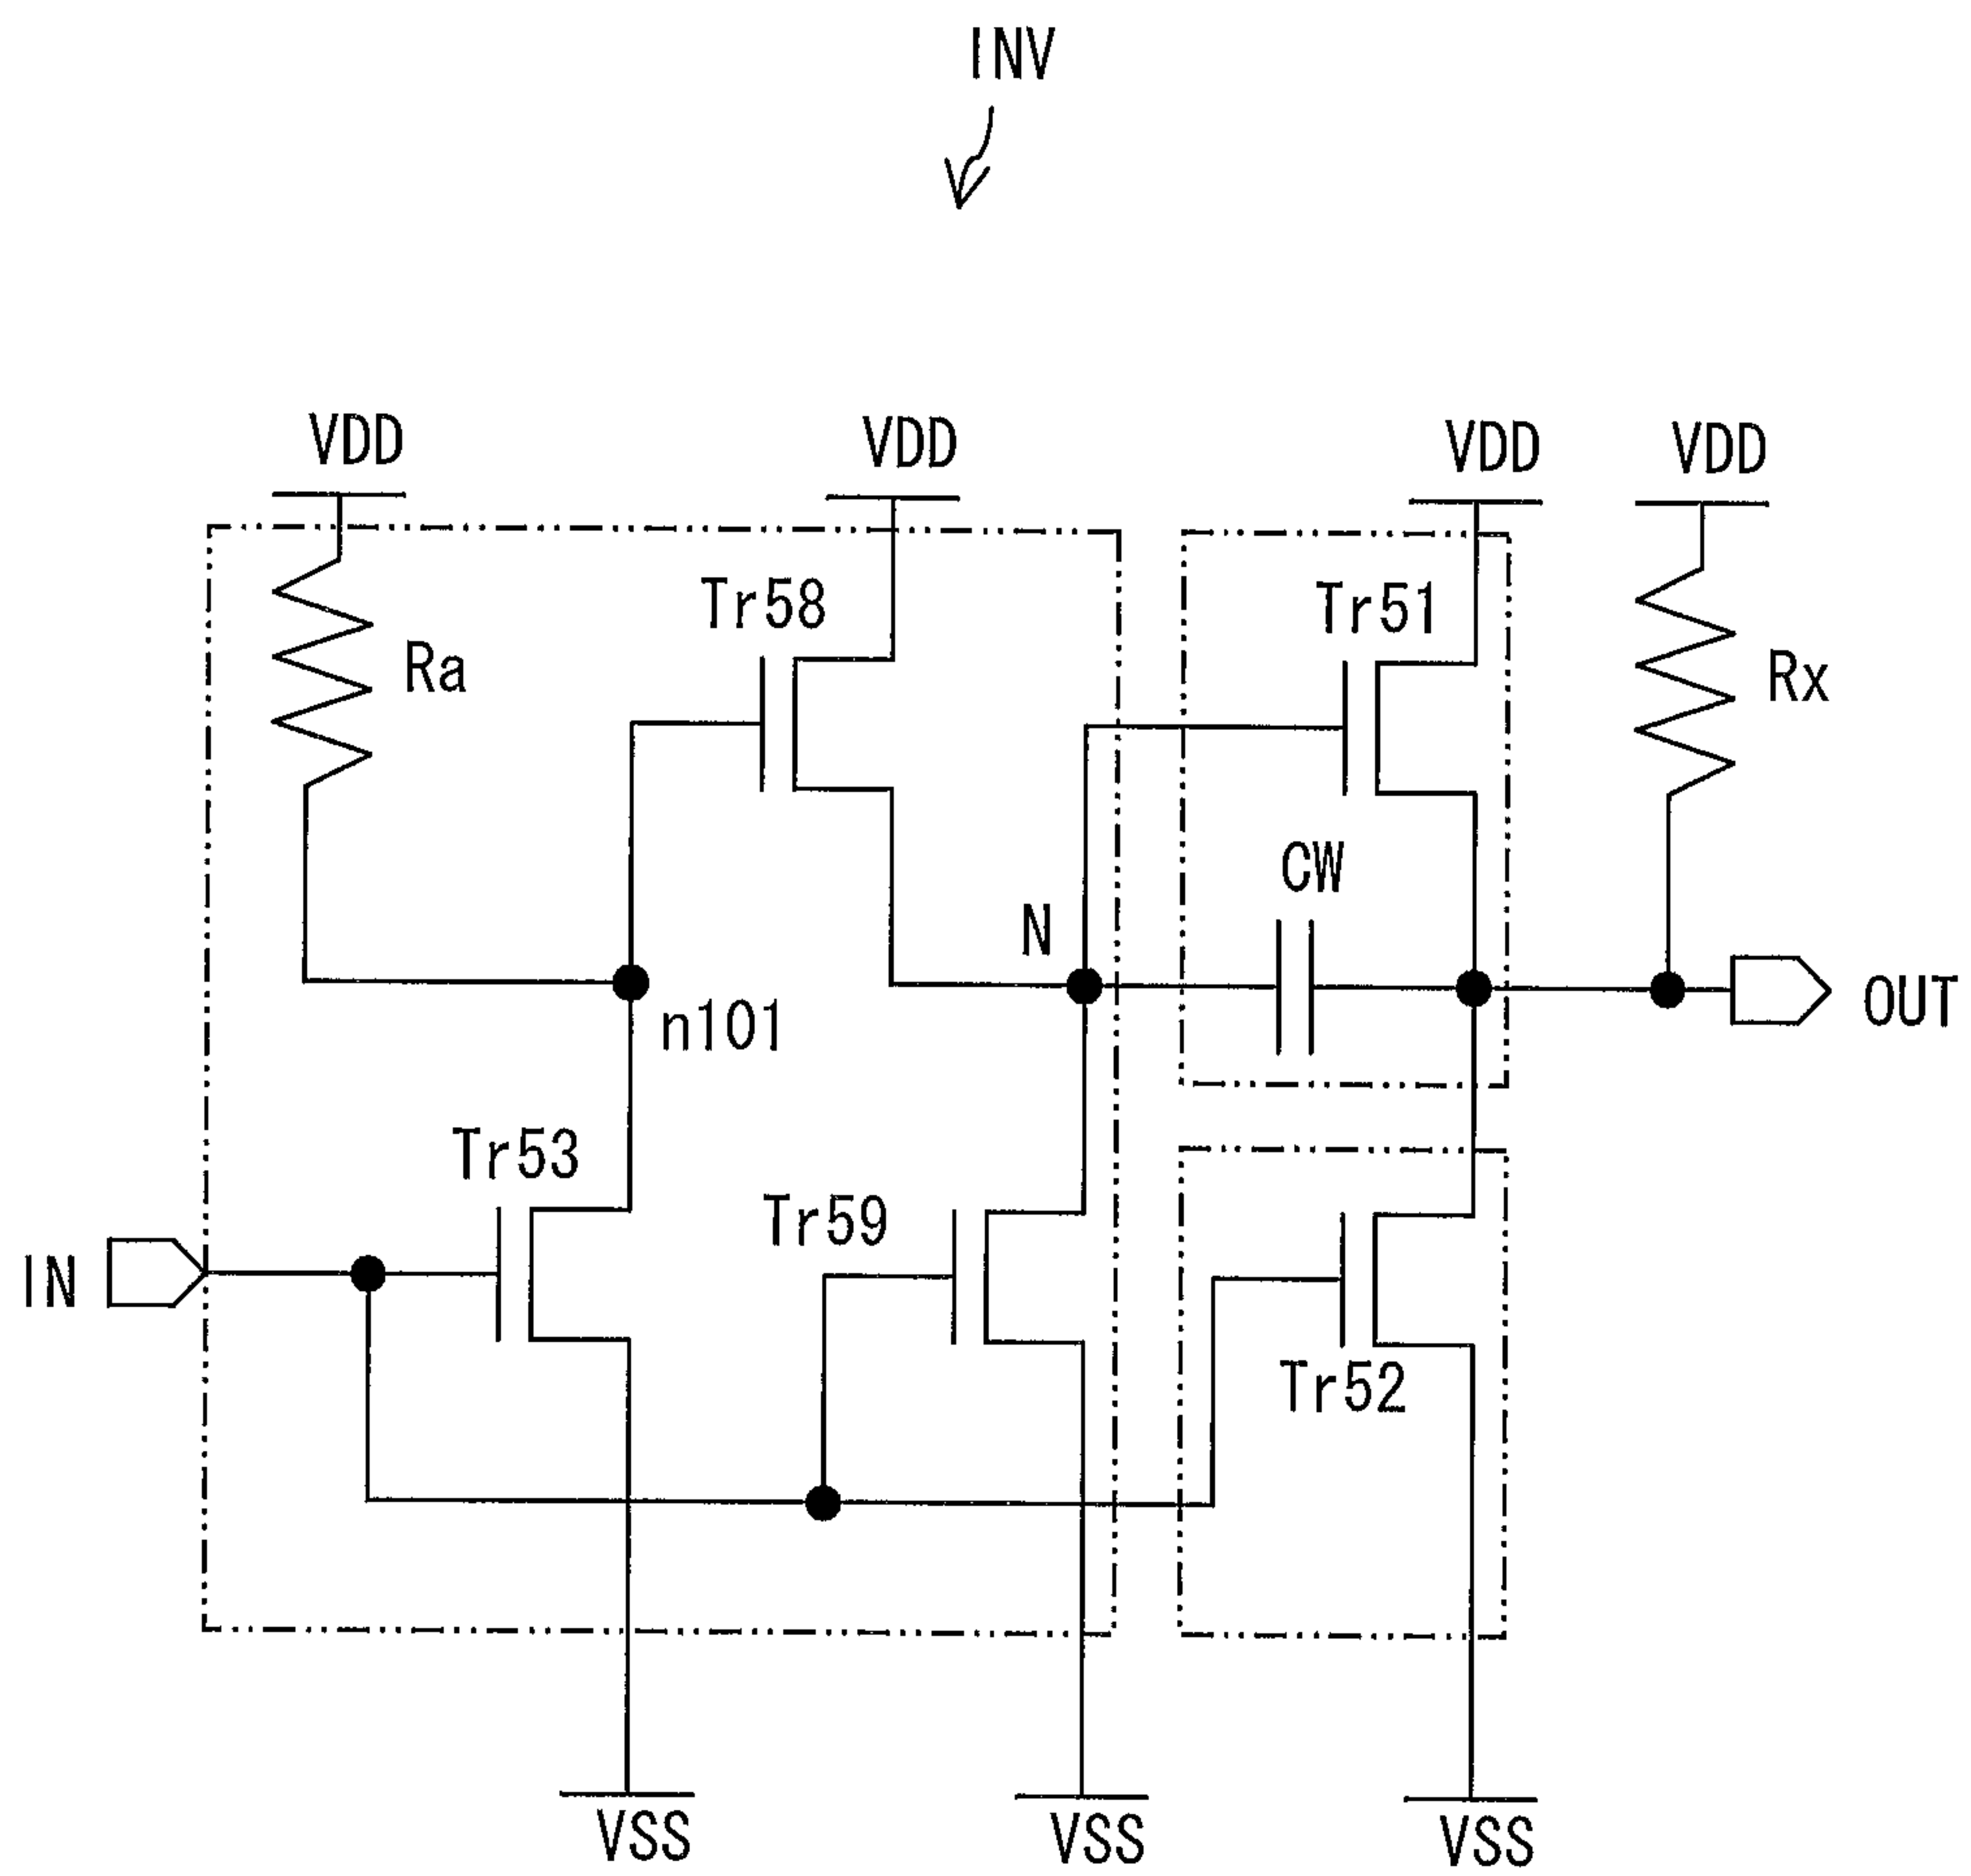 INV
VDD
VDD
VDD
VDD
Tr58
Tr51
Ra
Rx
CW
N
n101
OUT
Tr53
Tr59
IN
Tr52
VSS
VSS
VSS